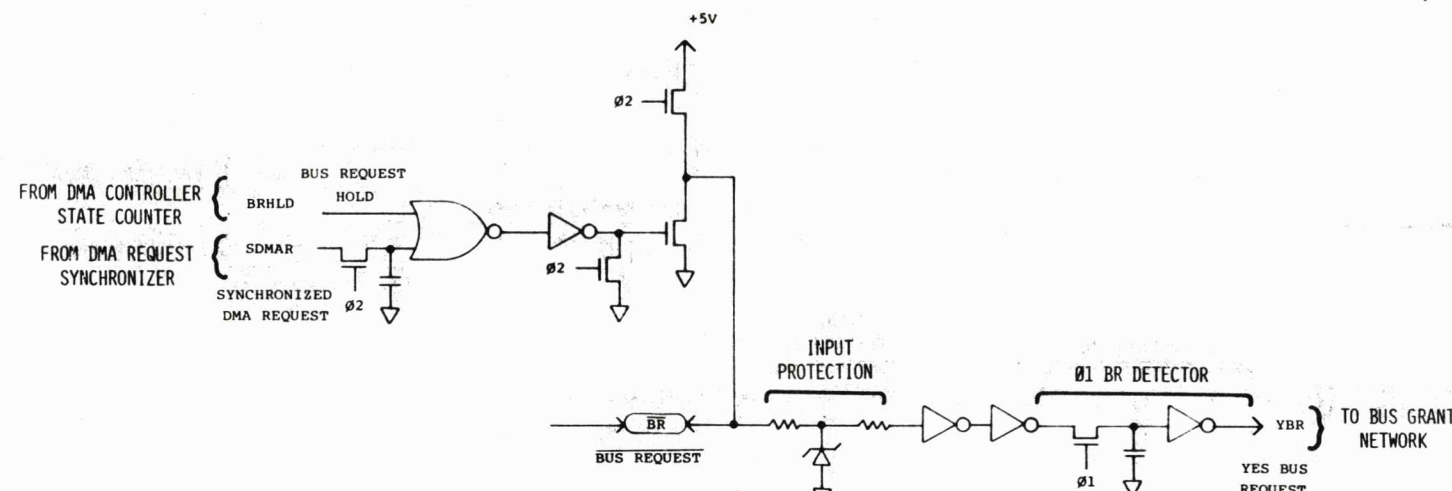 +5V
Ø2
BUS REQUEST
HOLD
FROM DMA CONTROLLER
STATE COUNTER
BRHLD
FROM DMA REQUEST
SYNCHRONIZER
SDMAR
Ø2
SYNCHRONIZED
DMA REQUEST
Ø2
INPUT
PROTECTION
Ø1 BR DETECTOR
BR
BUS REQUEST
YBR
TO BUS GRANT
NETWORK
YES BUS
REQUEST
Ø1